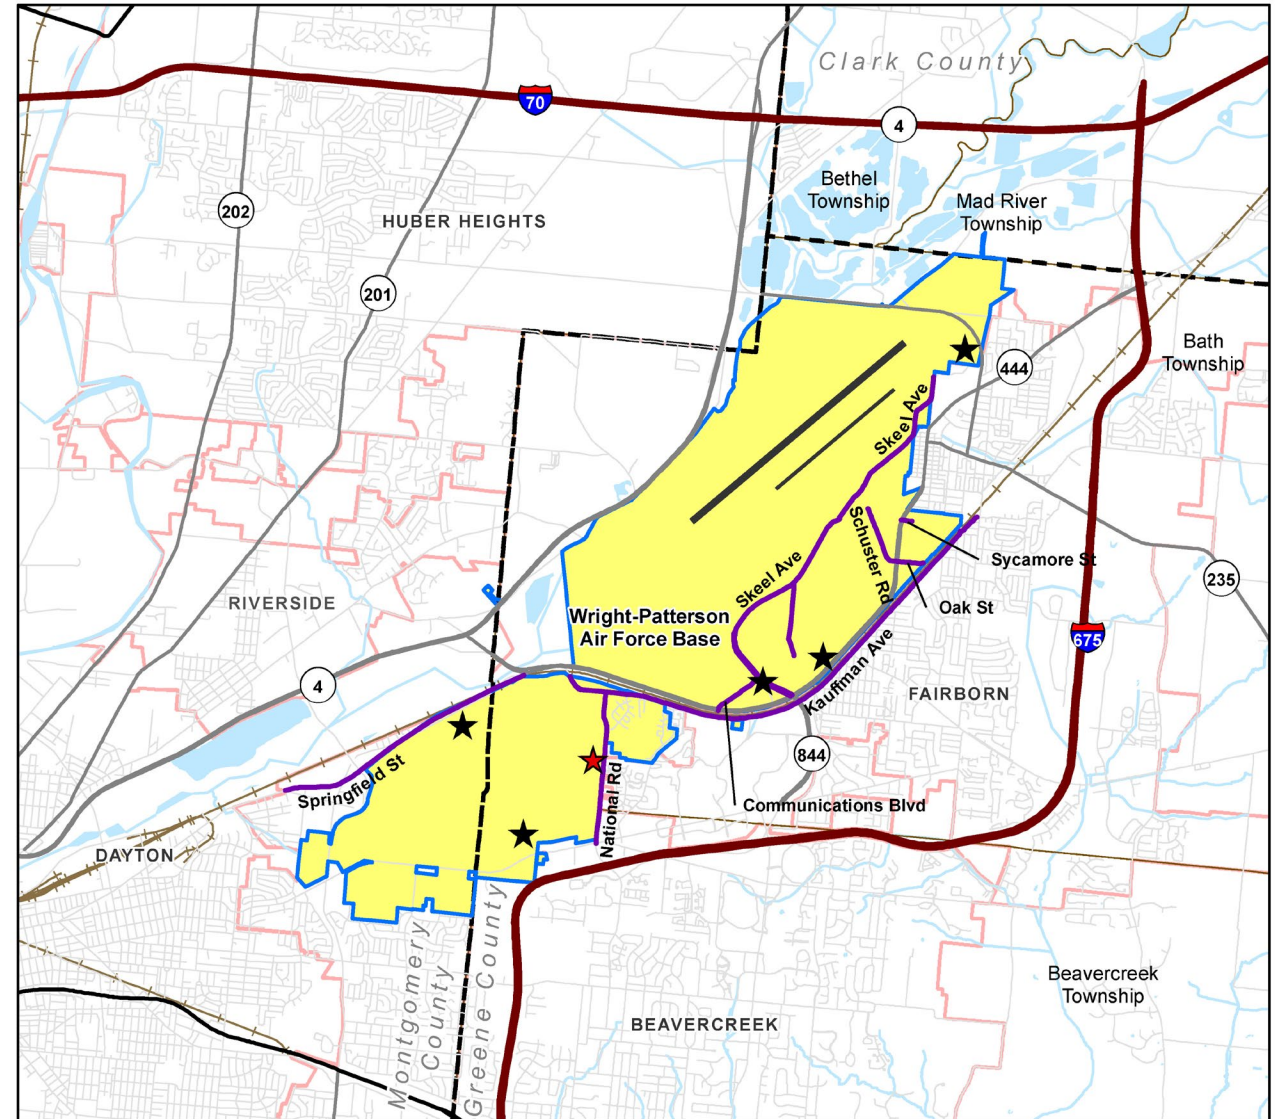 Clark County
70
4
Bethel
Township
Mad River
Township
202
HUBER HEIGHTS
201
Bath
Township
444
Skeel Ave
Schuster Rd
Sycamore St
235
Skeel Ave
Oak St
RIVERSIDE
Wright-Patterson
Air Force Base
675
Kauffman Ave
4
FAIRBORN
844
Springfield St
National Rd
Communications Blvd
DAYTON
Montgomery
County
Greene County
Beavercreek
Township
BEAVERCREEK